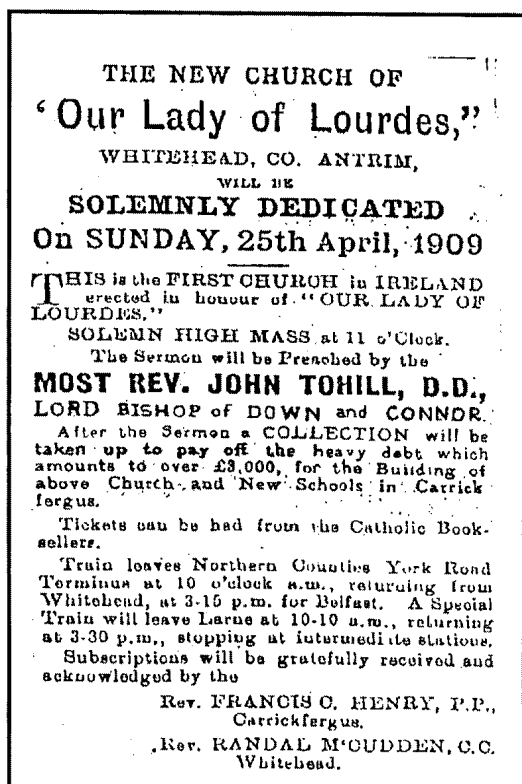 THE NEW CHURCH OF
‘Our Lady of Lourdes,”
WHITEHEAD, CO. ANTRIM,
WILL BE
SOLEMNLY DEDICATED
On SUNDAY, 25th April, 1909
THIS is the FIRST CHURCH in IRELAND
erected in honour of "OUR LADY OF
LOURDES."
SOLEMN HIGH MASS at 11 o'Clock.
The Sermon will be Preached by the
MOST REV. JOHN TOHILL, D.D.,
LORD BISHOP of DOWN and CONNOR.
After the Sermon a COLLECTION will be
taken up to pay off the heavy debt which
amounts to over £3,000, for the Building of
above Church and New Schools in Carrick
fergus.
Tickets can be had from the Catholic Book-
sellers.
Train leaves Northern Counties York Road
Terminus at 10 o'clock a.m., returning from
Whitehead, at 3-15 p.m. for Belfast. A Special
Train will leave Larne at 10-10 a.m., returning
at 3-30 p.m., stopping at intermediate stations.
Subscriptions will be gratefully received and
acknowledged by the
Rev. FRANCIS C. HENRY, P.P.,
Carrickfergus.
Rev. RANDAL M‘CUDDEN, C.C.
Whitehead.